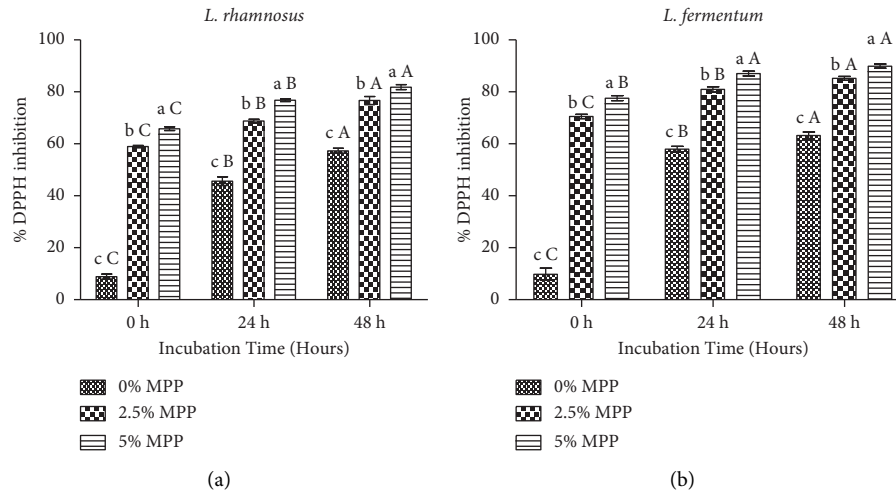 L. rhamnosus
100
80
60
40
20
0
% DPPH inhibition
c C
b C
a C
c B
b B
a B
c A
b A
a A
0 h
24 h
48 h
Incubation Time (Hours)
0% MPP
2.5% MPP
5% MPP
(a)
L. fermentum
100
80
60
40
20
0
% DPPH inhibition
c C
b C
a B
c B
b B
a A
c B
b A
a A
0 h
24 h
48 h
Incubation Time (Hours)
0% MPP
2.5% MPP
5% MPP
(b)